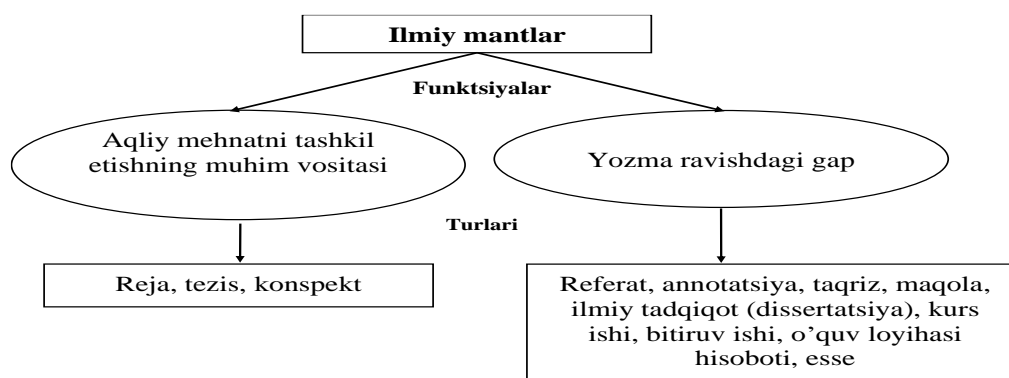 Ilmiy mantlar
Funktsiyalar
Aqliy mehnatni tashkil
etishning muhim vositasi
Yozma ravishdagi gap
Turlari
Reja, tezis, konspekt
Referat, annotatsiya, taqriz, maqola,
ilmiy tadqiqot (dissertatsiya), kurs
ishi, bitiruv ishi, o’quv loyihasi
hisoboti, esse